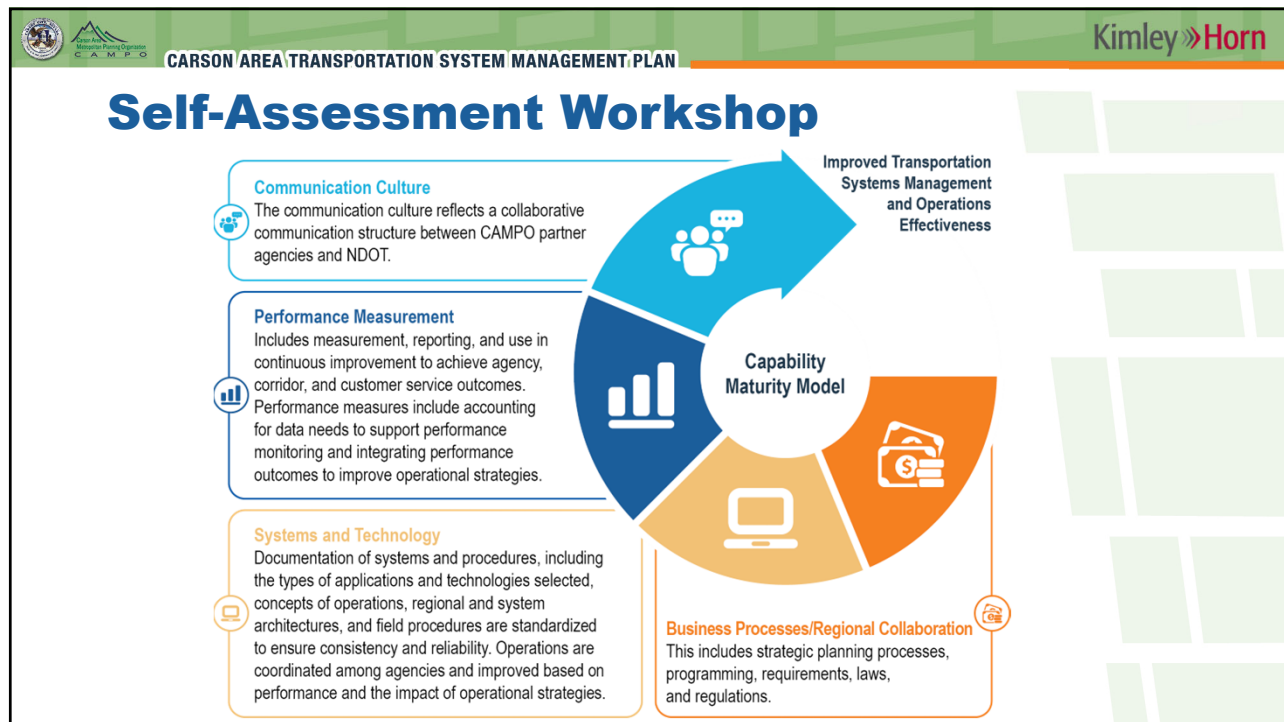 Carson Area
Metropolitan Planning Organization
CAMPO
CARSON AREA TRANSPORTATION SYSTEM MANAGEMENT PLAN
Kimley»Horn
Self-Assessment Workshop
Communication Culture
The communication culture reflects a collaborative
communication structure between CAMPO partner
agencies and NDOT.
Performance Measurement
Includes measurement, reporting, and use in
continuous improvement to achieve agency,
corridor, and customer service outcomes.
Performance measures include accounting
for data needs to support performance
monitoring and integrating performance
outcomes to improve operational strategies.
Systems and Technology
Documentation of systems and procedures, including
the types of applications and technologies selected,
concepts of operations, regional and system
architectures, and field procedures are standardized
to ensure consistency and reliability. Operations are
coordinated among agencies and improved based on
performance and the impact of operational strategies.
Improved Transportation
Systems Management
and Operations
Effectiveness
Capability
Maturity Model
$
Business Processes/Regional Collaboration
This includes strategic planning processes,
programming, requirements, laws,
and regulations.